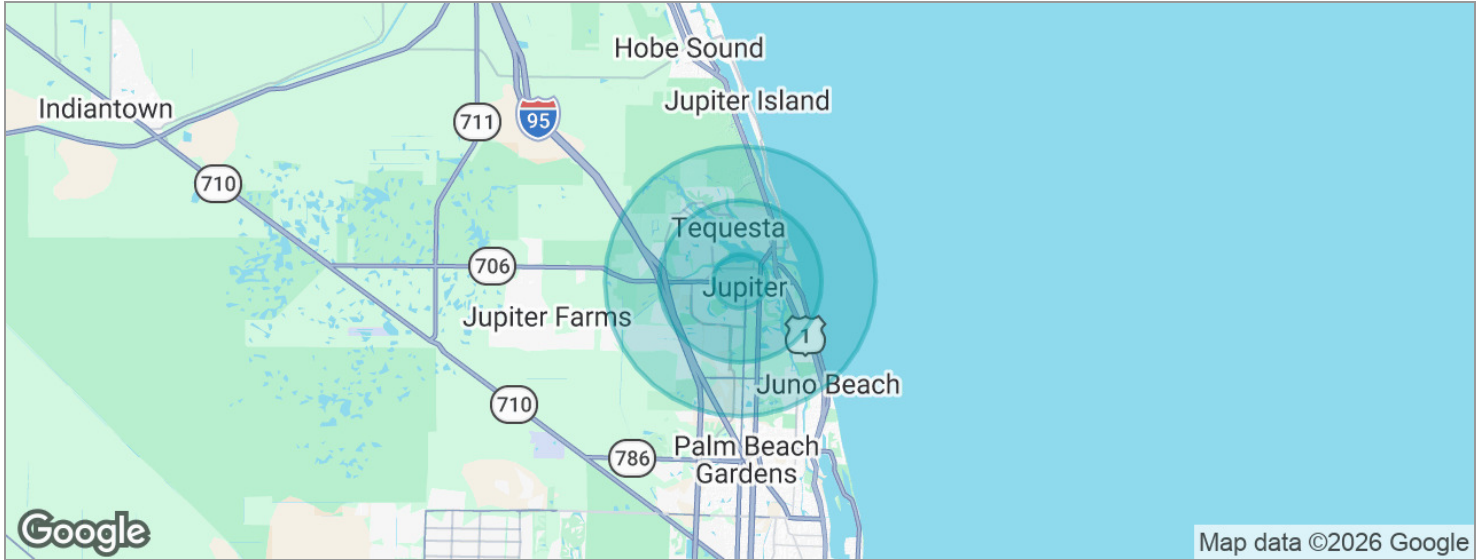 Hobe Sound
Jupiter Island
Indiantown
711
95
710
Tequesta
706
Jupiter
Jupiter Farms
1
Juno Beach
710
Palm Beach
Gardens
786
Google
Map data ©2026 Google